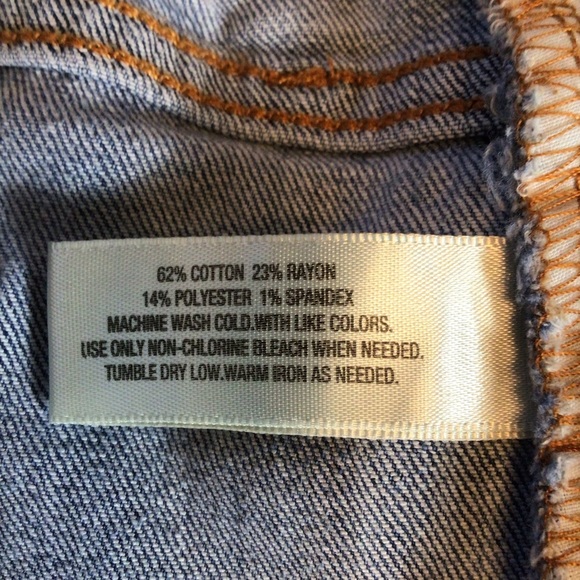 62% COTTON 23% RAYON
14% POLYESTER 1% SPANDEX
MACHINE WASH COLD.WITH LIKE COLORS.
USE ONLY NON-CHLORINE BLEACH WHEN NEEDED.
TUMBLE DRY LOW.WARM IRON AS NEEDED.